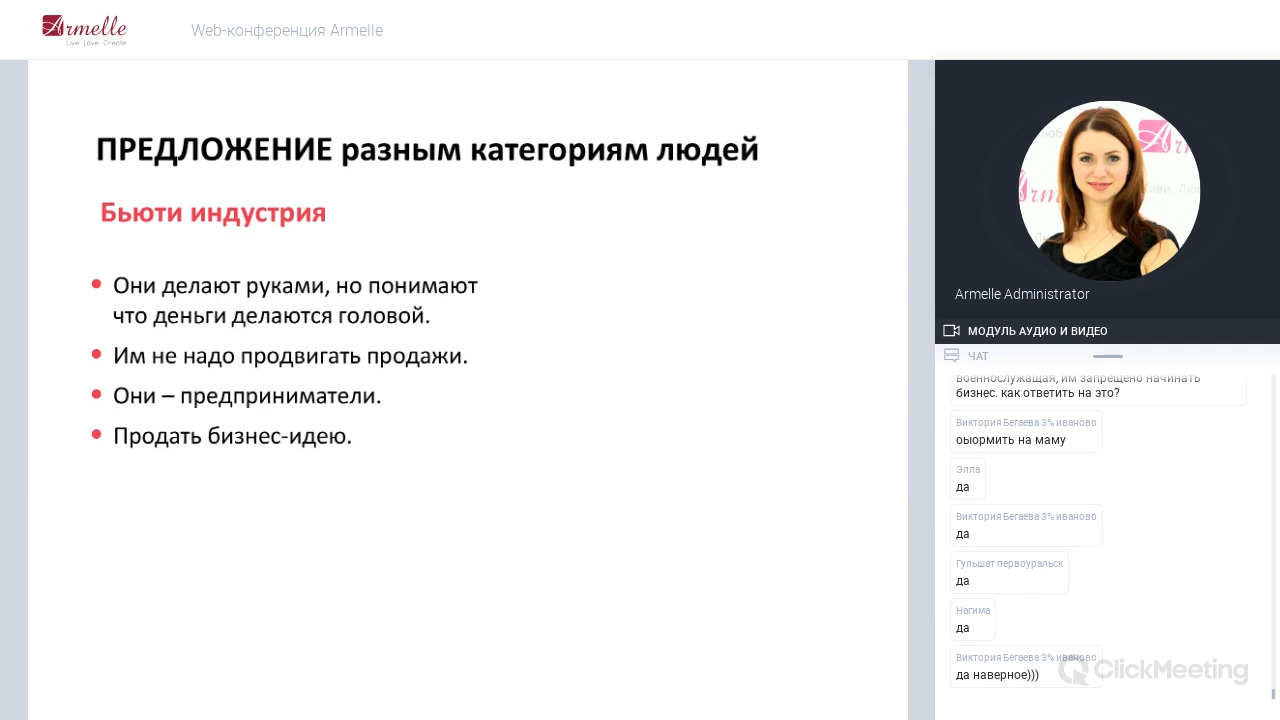 Armelle
Live Love Create
Web-конференция Armelle
ПРЕДЛОЖЕНИЕ разным категориям людей
Бьюти индустрия
Они делают руками, но понимают
что деньги делаются головой.
Им не надо продвигать продажи.
Они – предприниматели.
Продать бизнес-идею.
Armelle Administrator
МОДУЛЬ АУДИО И ВИДЕО
ЧАТ
военнослужащая, им запрещено начинать
бизнес. как ответить на это?
Виктория Бегаева 3% иваново
оыормить на маму
Элла
да
Виктория Бегаева 3% иваново
да
Гульшат первоуральск
да
Нагима
да
Виктория Бегаева 3% иваново
да наверное)))
ClickMeeting